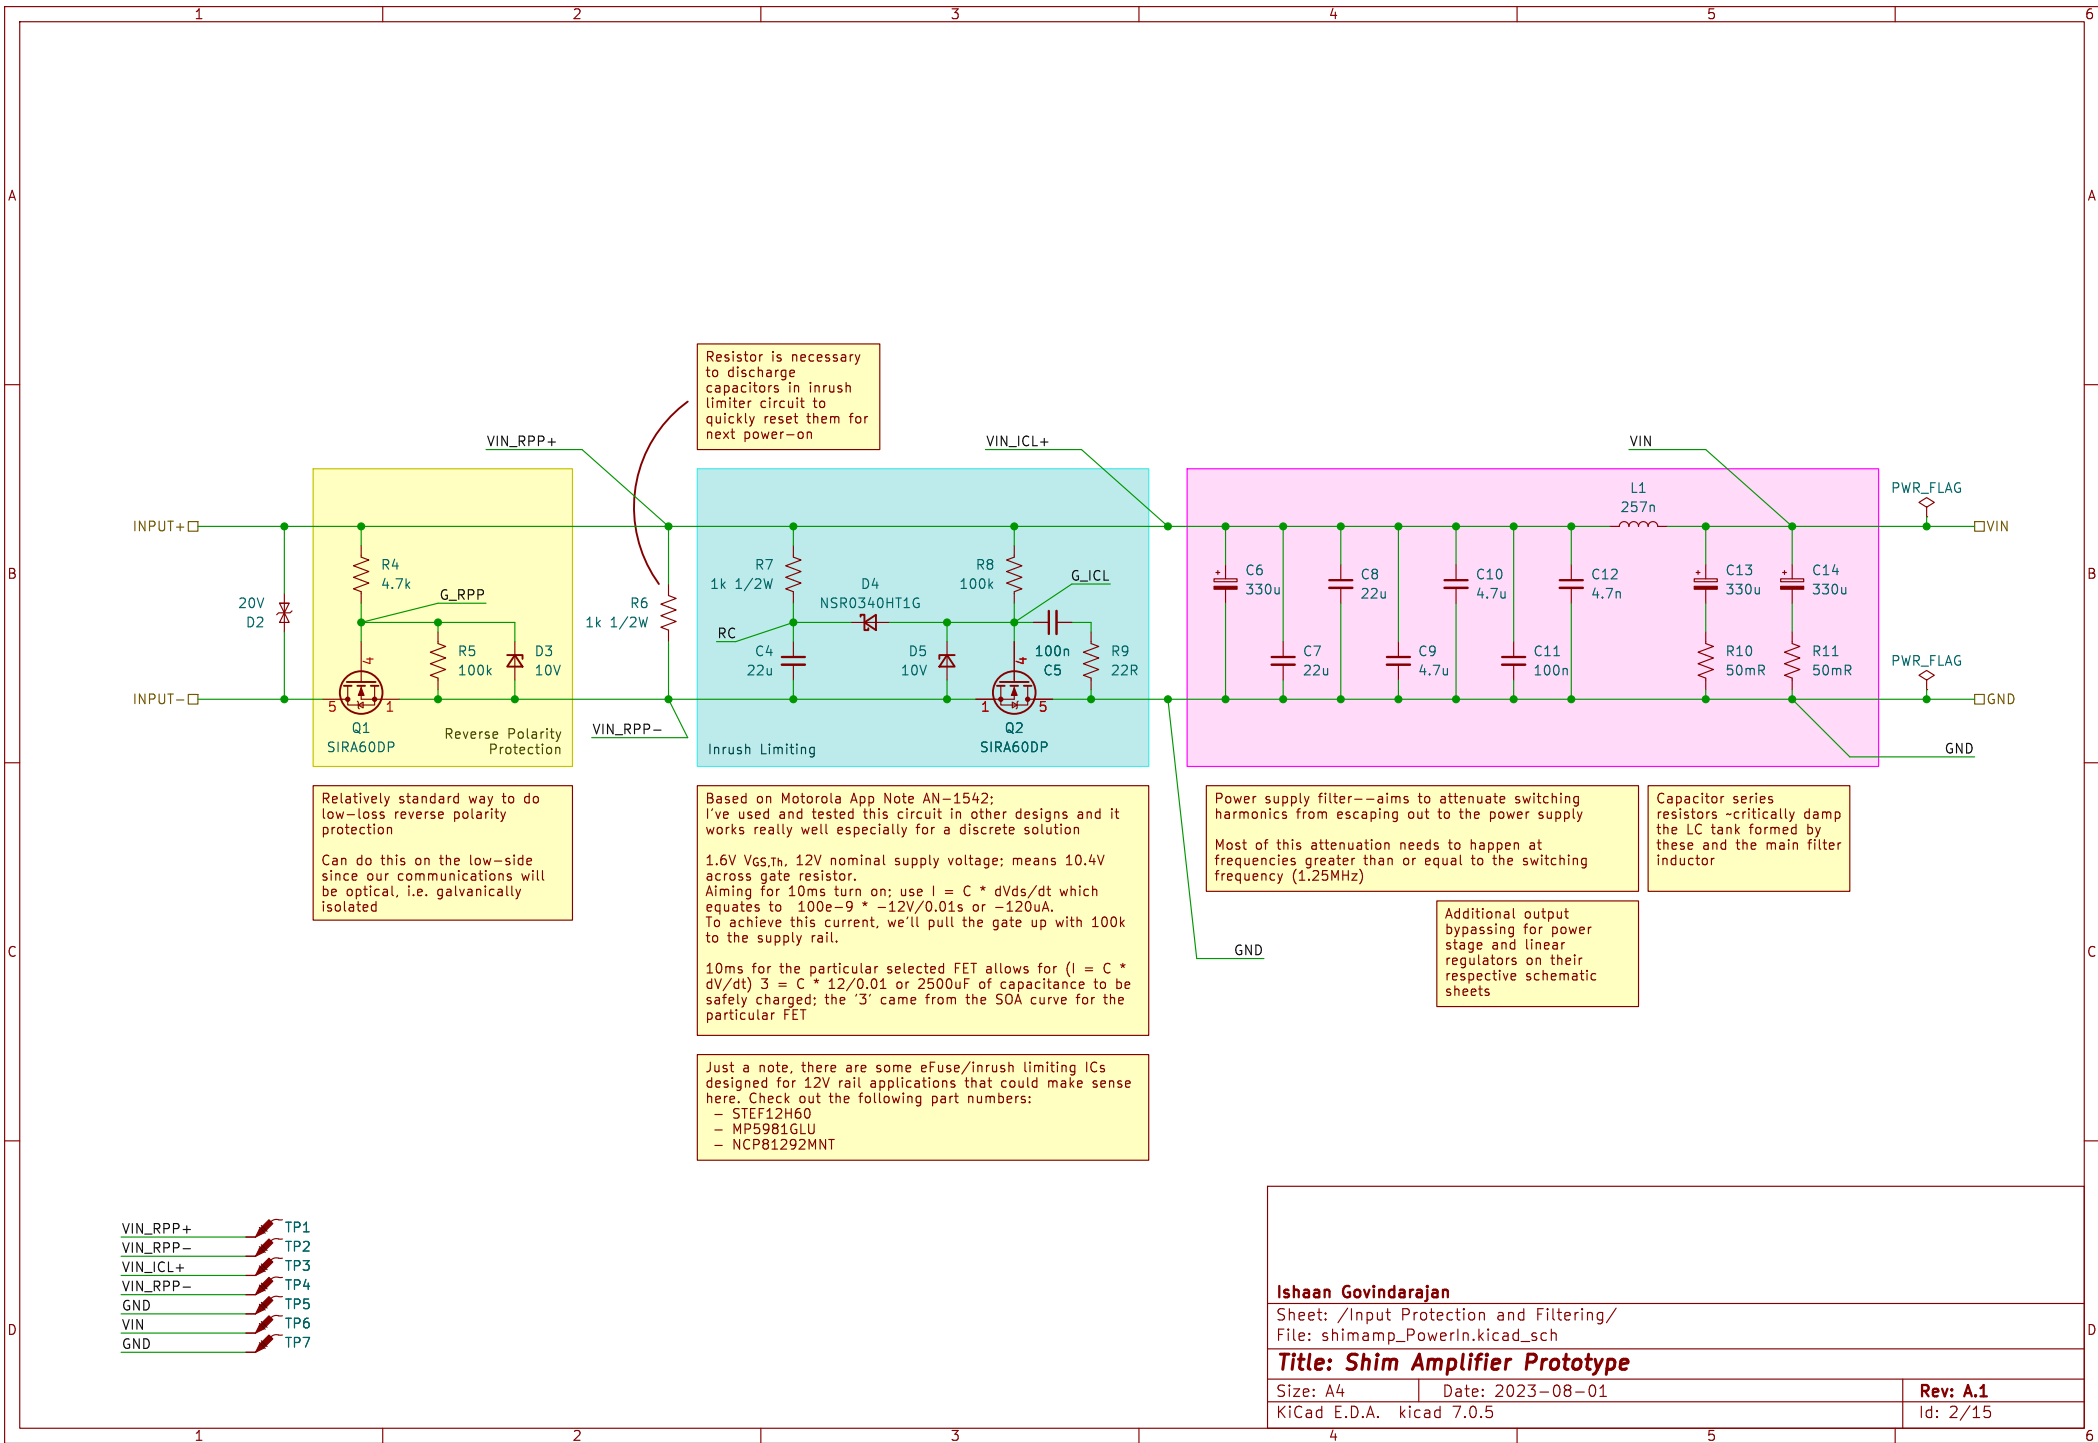 1 2 3 4 5 6
A A
B B
C C
D D
Resistor is necessary
to discharge
capacitors in inrush
limiter circuit to
quickly reset them for
next power-on
VIN_RPP+
VIN_ICL+
VIN
L1
257n
PWR_FLAG
INPUT+
VIN
R4
4.7k
G_RPP
20V
D2
R5
100k
D3
10V
4
5
1
Q1
SIRA60DP
INPUT-
Reverse Polarity
Protection
R6
1k 1/2W
VIN_RPP-
R7
1k 1/2W
D4
NSR0340HT1G
R8
100k
G_ICL
RC
C4
22u
D5
10V
100n
C5
R9
22R
4
1
5
Q2
SIRA60DP
Inrush Limiting
C6
330u
C7
22u
C8
22u
C9
4.7u
C10
4.7u
C11
100n
C12
4.7n
C13
330u
C14
330u
R10
50mR
R11
50mR
PWR_FLAG
GND
GND
GND
Relatively standard way to do
low-loss reverse polarity
protection
Can do this on the low-side
since our communications will
be optical, i.e. galvanically
isolated
Based on Motorola App Note AN-1542;
I've used and tested this circuit in other designs and it
works really well especially for a discrete solution
1.6V VGS,Th, 12V nominal supply voltage; means 10.4V
across gate resistor.
Aiming for 10ms turn on; use I = C * dVds/dt which
equates to  100e-9 * -12V/0.01s or -120uA.
To achieve this current, we'll pull the gate up with 100k
to the supply rail.
10ms for the particular selected FET allows for (I = C *
dV/dt) 3 = C * 12/0.01 or 2500uF of capacitance to be
safely charged; the '3' came from the SOA curve for the
particular FET
Just a note, there are some eFuse/inrush limiting ICs
designed for 12V rail applications that could make sense
here. Check out the following part numbers:
- STEF12H60
- MP5981GLU
- NCP81292MNT
Power supply filter--aims to attenuate switching
harmonics from escaping out to the power supply
Most of this attenuation needs to happen at
frequencies greater than or equal to the switching
frequency (1.25MHz)
Capacitor series
resistors ~critically damp
the LC tank formed by
these and the main filter
inductor
Additional output
bypassing for power
stage and linear
regulators on their
respective schematic
sheets
VIN_RPP+ TP1
VIN_RPP- TP2
VIN_ICL+ TP3
VIN_RPP- TP4
GND TP5
VIN TP6
GND TP7
Ishaan Govindarajan
Sheet: /Input Protection and Filtering/
File: shimamp_PowerIn.kicad_sch
Title: Shim Amplifier Prototype
Size: A4 Date: 2023-08-01 Rev: A.1
KiCad E.D.A. kicad 7.0.5 Id: 2/15
1 2 3 4 5 6